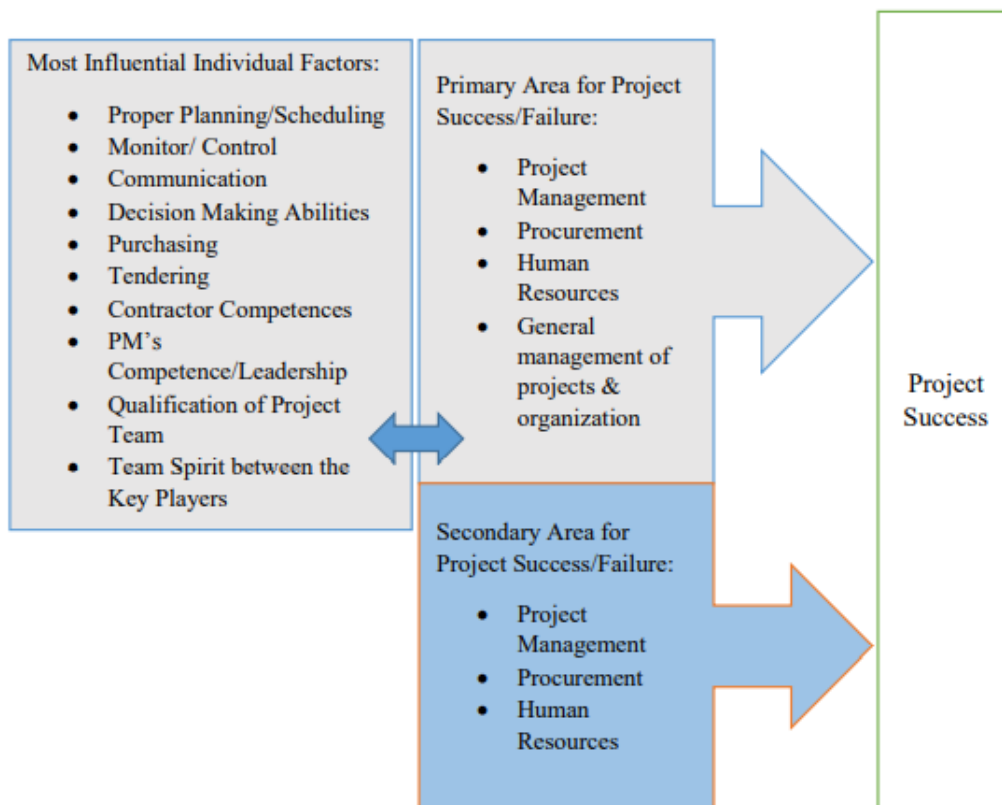 Most Influential Individual Factors:
• Proper Planning/Scheduling
• Monitor/ Control
• Communication
• Decision Making Abilities
• Purchasing
• Tendering
• Contractor Competences
• PM’s
Competence/Leadership
• Qualification of Project
Team
• Team Spirit between the
Key Players
Primary Area for Project
Success/Failure:
• Project
Management
• Procurement
• Human
Resources
• General
management of
projects &
organization
Secondary Area for
Project Success/Failure:
• Project
Management
• Procurement
• Human
Resources
Project
Success